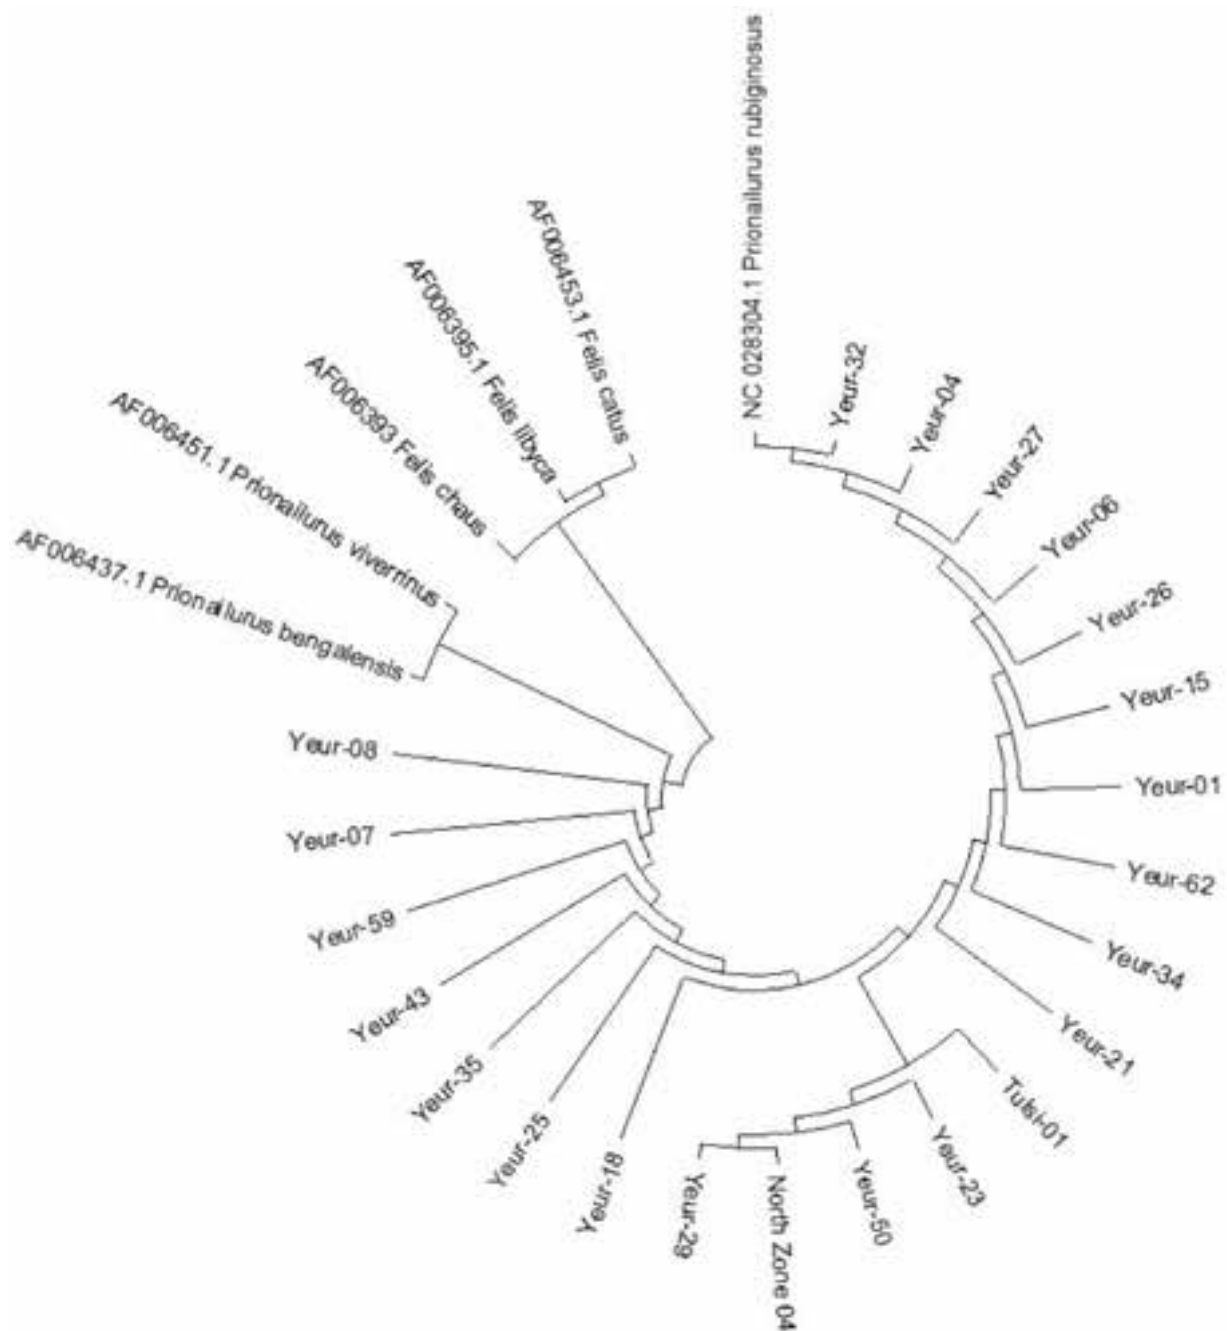 NC 028304.1 Prionailurus rubiginosus
Yeur-32
Yeur-04
Yeur-27
Yeur-06
Yeur-26
Yeur-15
Yeur-01
Yeur-62
Yeur-34
Yeur-21
Tulsi-01
Yeur-23
Yeur-50
North Zone 04
Yeur-29
Yeur-18
Yeur-25
Yeur-35
Yeur-43
Yeur-59
Yeur-07
Yeur-08
AF006437.1 Prionailurus bengalensis
AF006451.1 Prionailurus viverrinus
AF006393 Felis chaus
AF006395.1 Felis libyca
AF006453.1 Felis catus